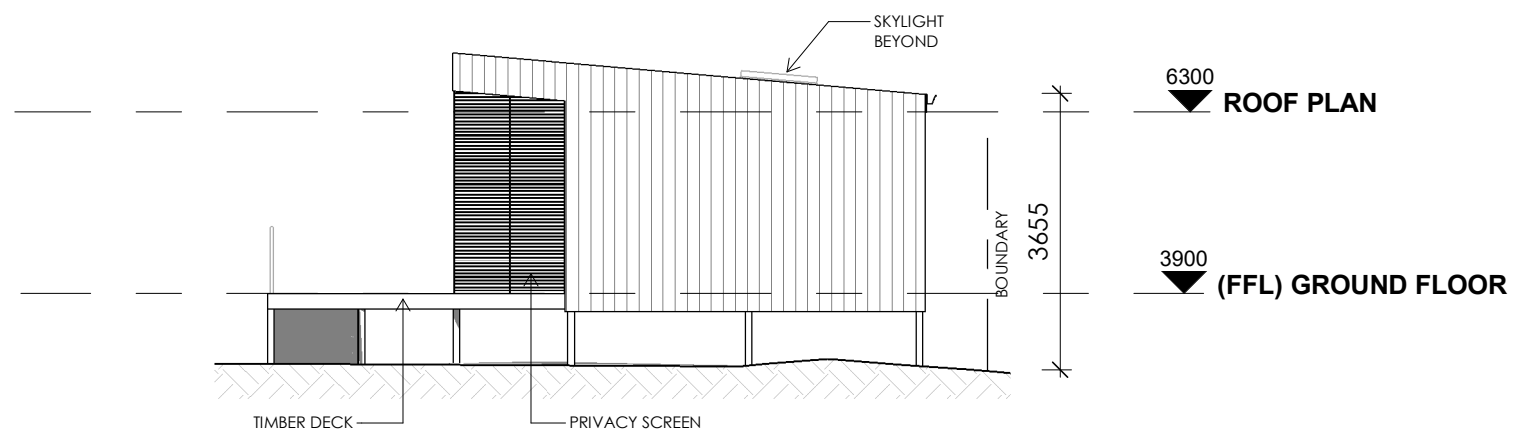 SKYLIGHT
BEYOND
6300
ROOF PLAN
BOUNDARY
3655
3900
(FFL) GROUND FLOOR
TIMBER DECK
PRIVACY SCREEN